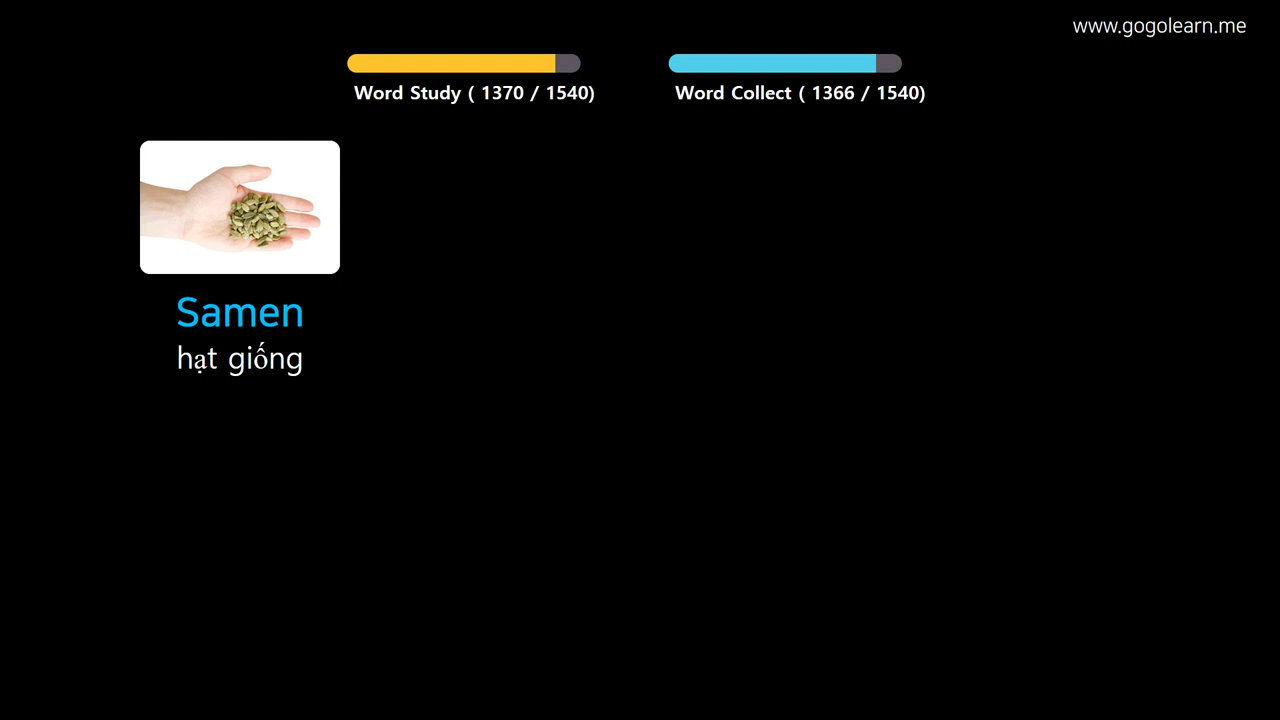 www.gogolearn.me
Word Study ( 1370 / 1540)
Word Collect ( 1366 / 1540)
Samen
hạt giống